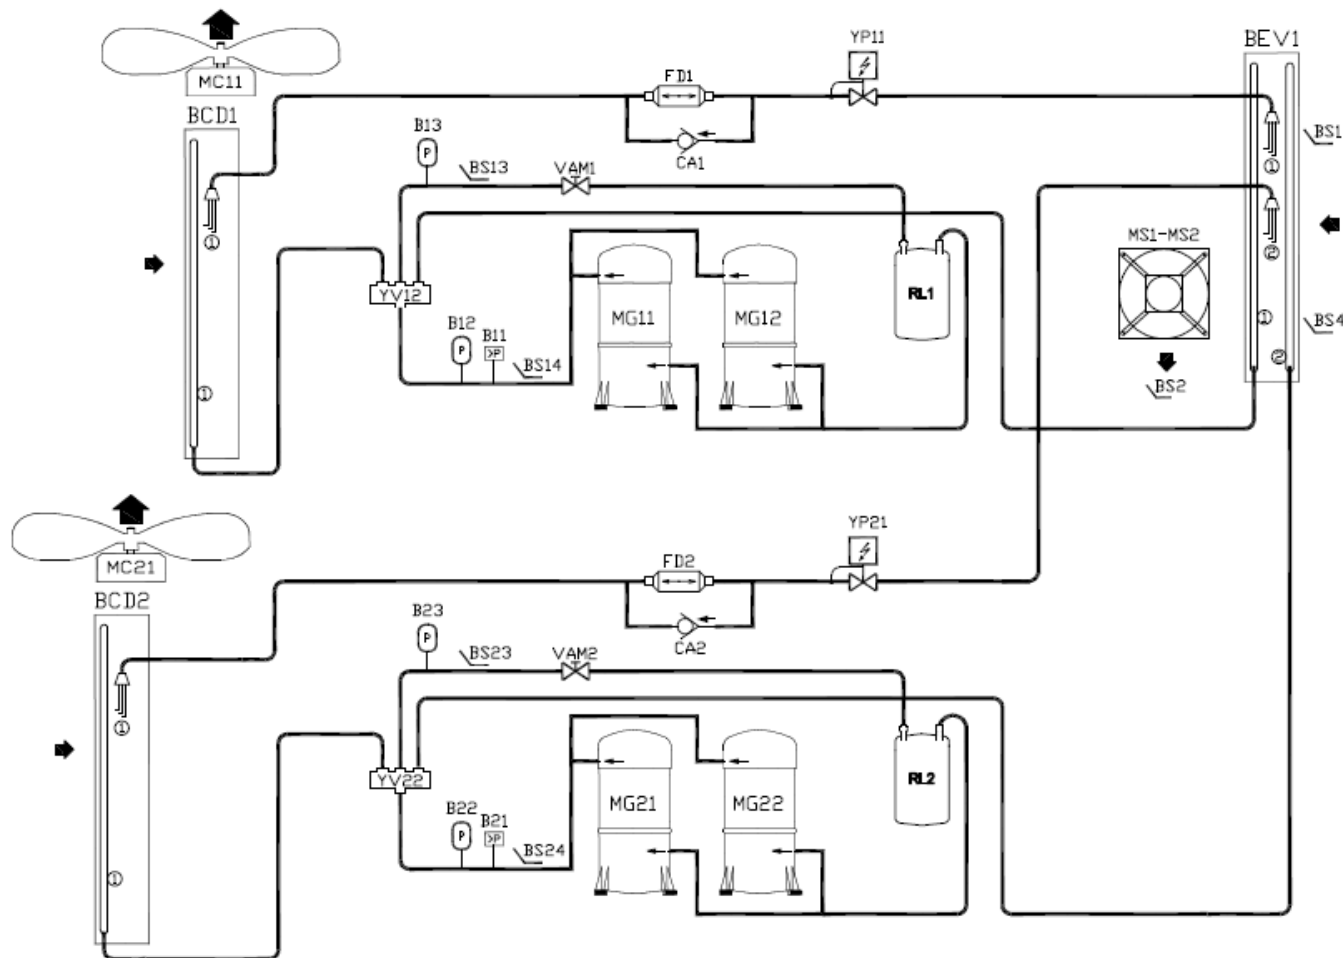 YP11
BEV1
MC11
FD1
BCD1
B13
P
BS13
VAM1
CA1
BS1
①
①
②
MS1-MS2
YV12
RL1
B12
B11
P
>P
BS14
MG11
MG12
①
BS4
②
BS2
①
YP21
MC21
FD2
BCD2
B23
P
BS23
VAM2
CA2
①
YV22
RL2
B22
B21
P
>P
BS24
MG21
MG22
①